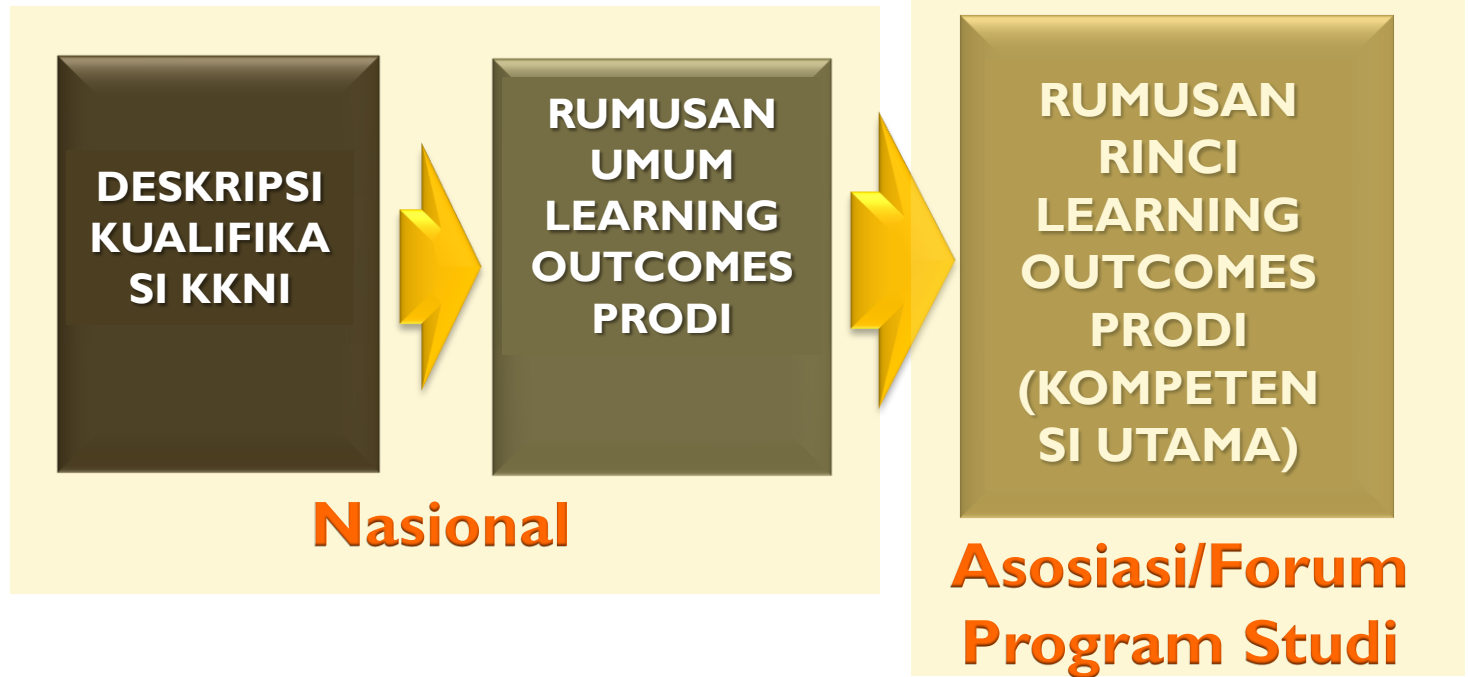 DESKRIPSI
KUALIFIKA
SI KKNI
RUMUSAN
UMUM
LEARNING
OUTCOMES
PRODI
Nasional
RUMUSAN
RINCI
LEARNING
OUTCOMES
PRODI
(KOMPETEN
SI UTAMA)
Asosiasi/Forum
Program Studi